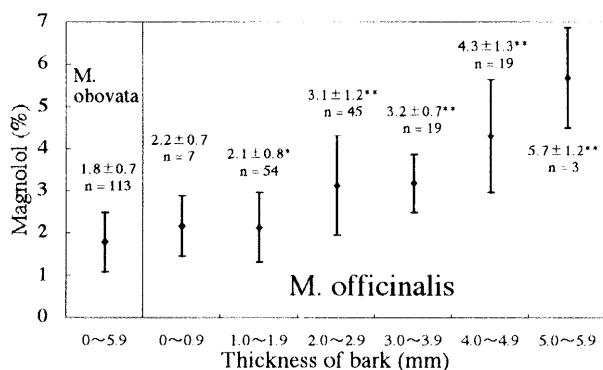 7
6
5
4
3
2
1
0
Magnolol (%)
M.
obovata
1.8±0.7
n = 113
2.2±0.7
n = 7
2.1±0.8*
n = 54
3.1±1.2**
n = 45
3.2±0.7**
n = 19
4.3±1.3**
n = 19
5.7±1.2**
n = 3
M. officinalis
0～5.9 0～0.9 1.0～1.9 2.0～2.9 3.0～3.9 4.0～4.9 5.0～5.9
Thickness of bark (mm)